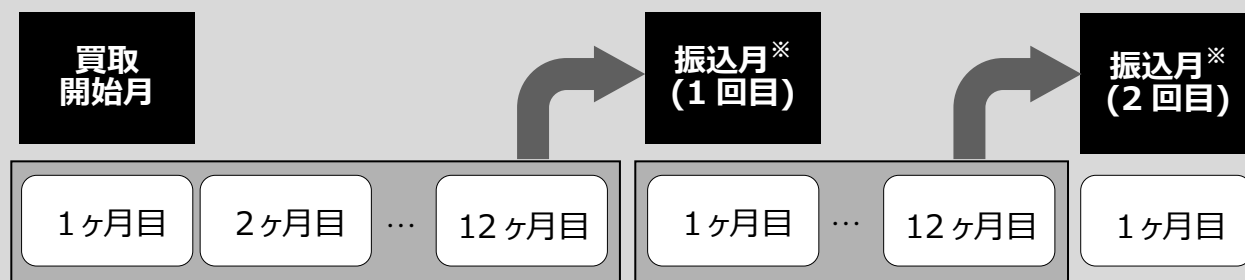 買取
開始月
振込月※
(1回目)
振込月※
(2回目)
1ヶ月目
2ヶ月目
…
12ヶ月目
1ヶ月目
…
12ヶ月目
1ヶ月目